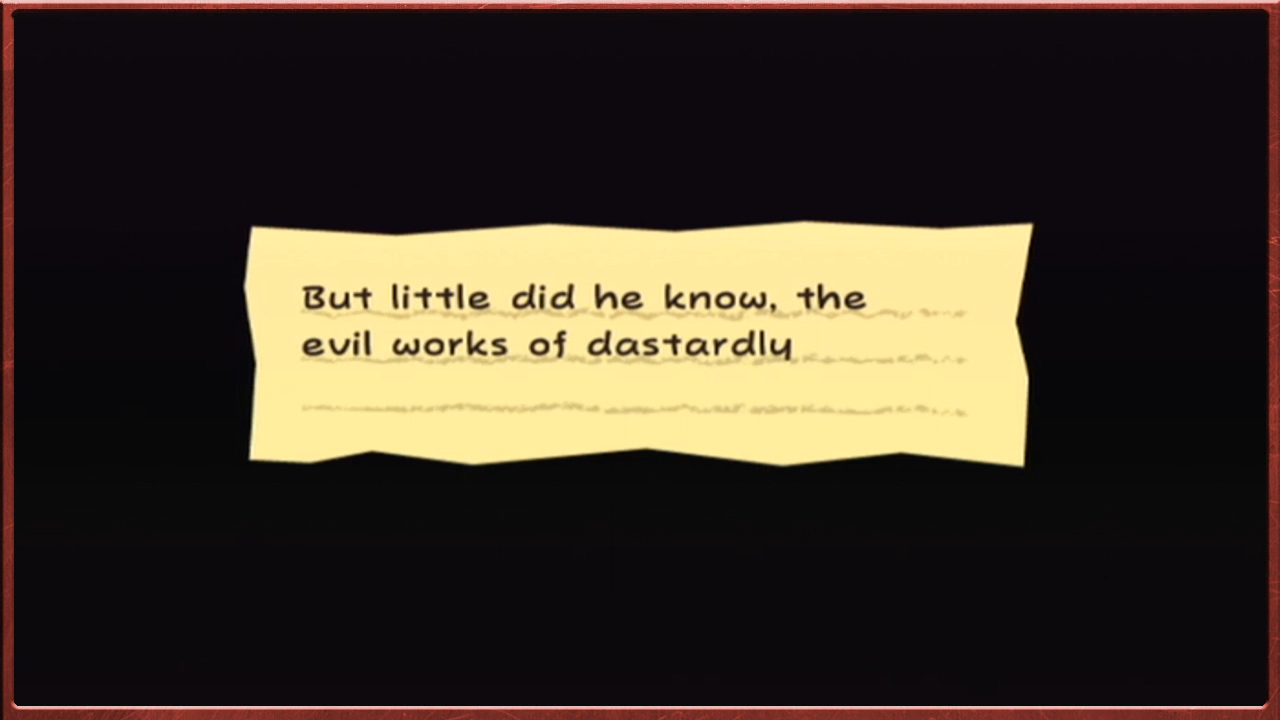 But little did he know, the
evil works of dastardly